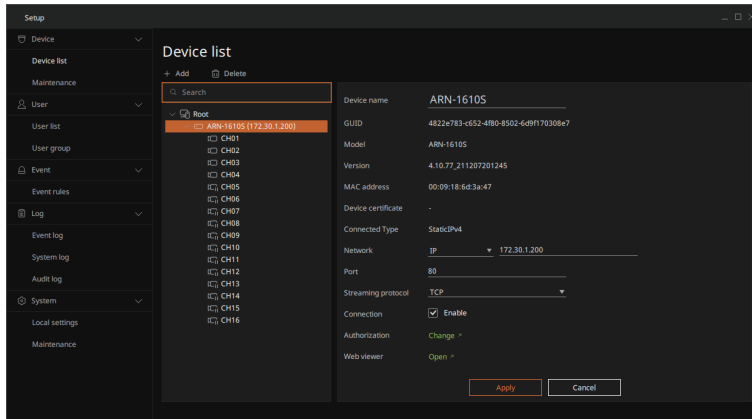 Setup
Device
Device list
Maintenance
User
User list
User group
Event
Event rules
Log
Event log
System log
Audit log
System
Local settings
Maintenance
Device list
+ Add Delete
Search
Root
ARN-1610S (172.30.1.200)
CH01
CH02
CH03
CH04
CH05
CH06
CH07
CH08
CH09
CH10
CH11
CH12
CH13
CH14
CH15
CH16
Device name ARN-1610S
GUID 4822e783-c652-4f80-8502-6d9f170308e7
Model ARN-1610S
Version 4.10.77_211207201245
MAC address 00:09:18:6d:3a:47
Device certificate -
Connected Type StaticIPv4
Network IP 172.30.1.200
Port 80
Streaming protocol TCP
Connection Enable
Authorization Change
Web viewer Open
Apply Cancel